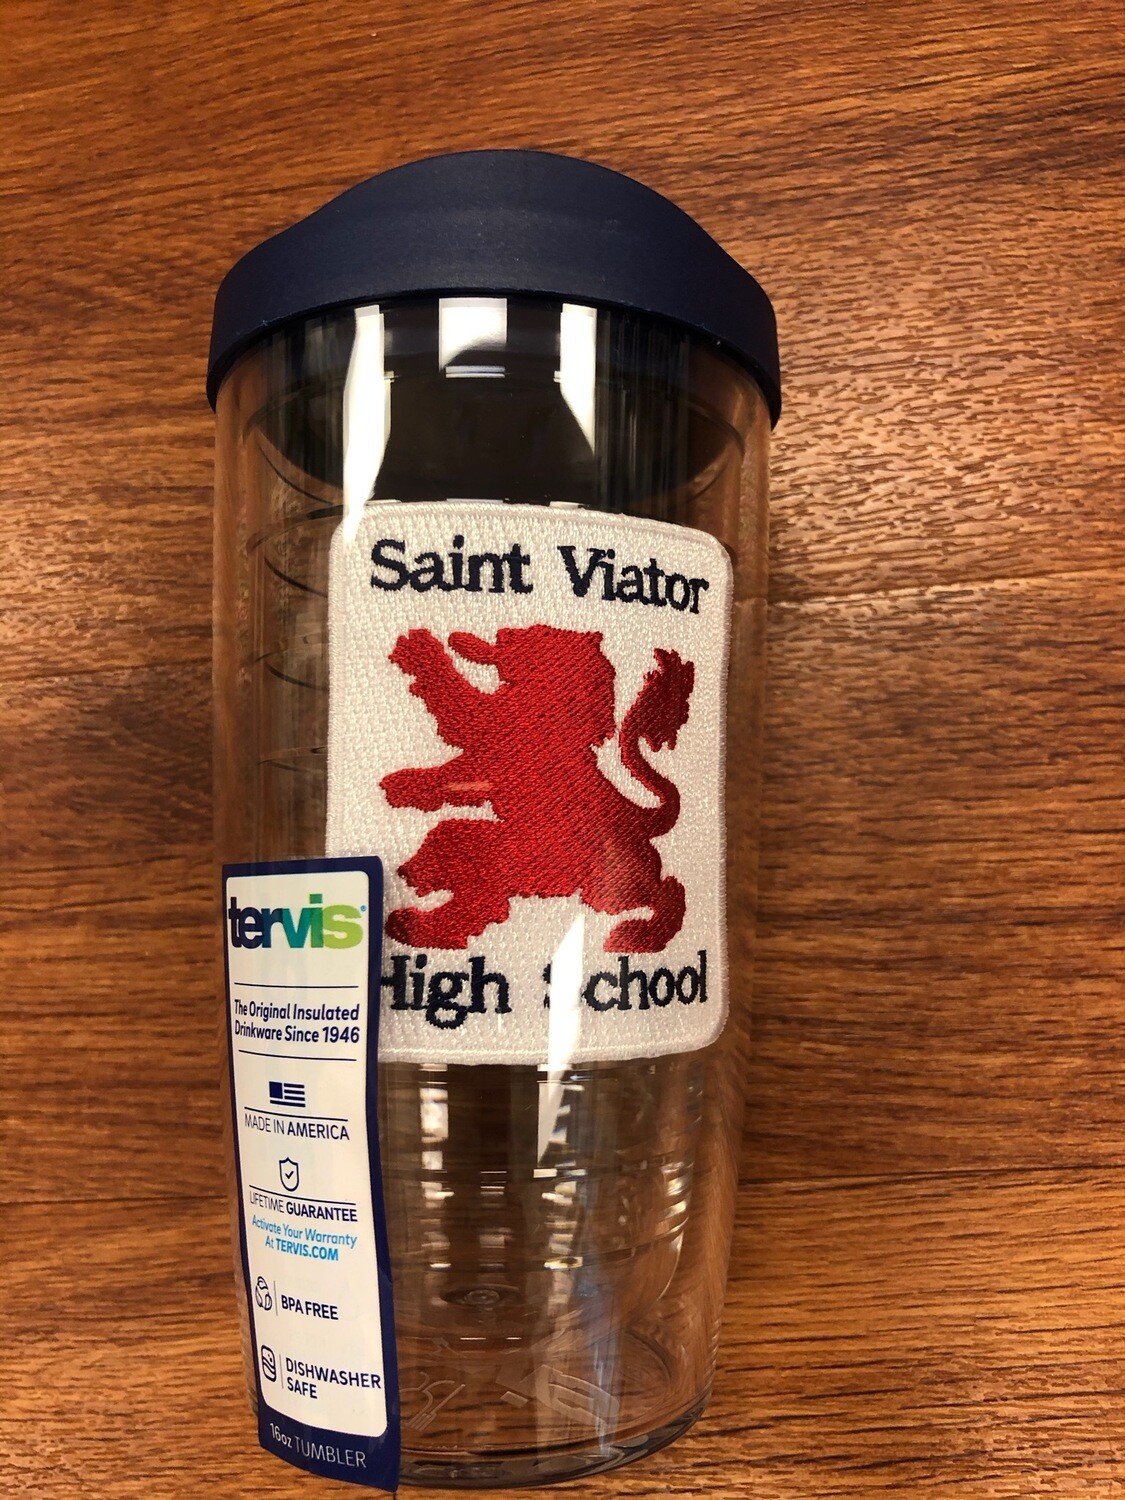 Saint Viator
High School
tervis®
The Original Insulated
Drinkware Since 1946
MADE IN AMERICA
LIFETIME GUARANTEE
Activate Your Warranty
At TERVIS.COM
BPA FREE
DISHWASHER
SAFE
16oz TUMBLER